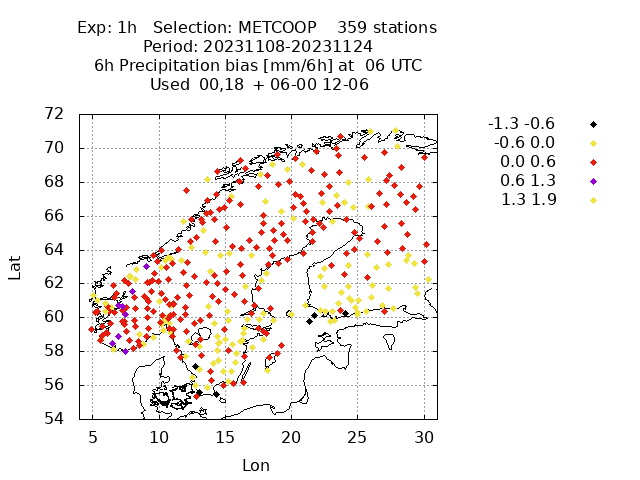 Exp: 1h   Selection: METCOOP    359 stations
Period: 20231108-20231124
6h Precipitation bias [mm/6h] at  06 UTC
Used 00,18  + 06-00 12-06
72
70
68
66
64
62
60
58
56
54
Lat
5 10 15 20 25 30
Lon
-1.3 -0.6
-0.6 0.0
0.0 0.6
0.6 1.3
1.3 1.9